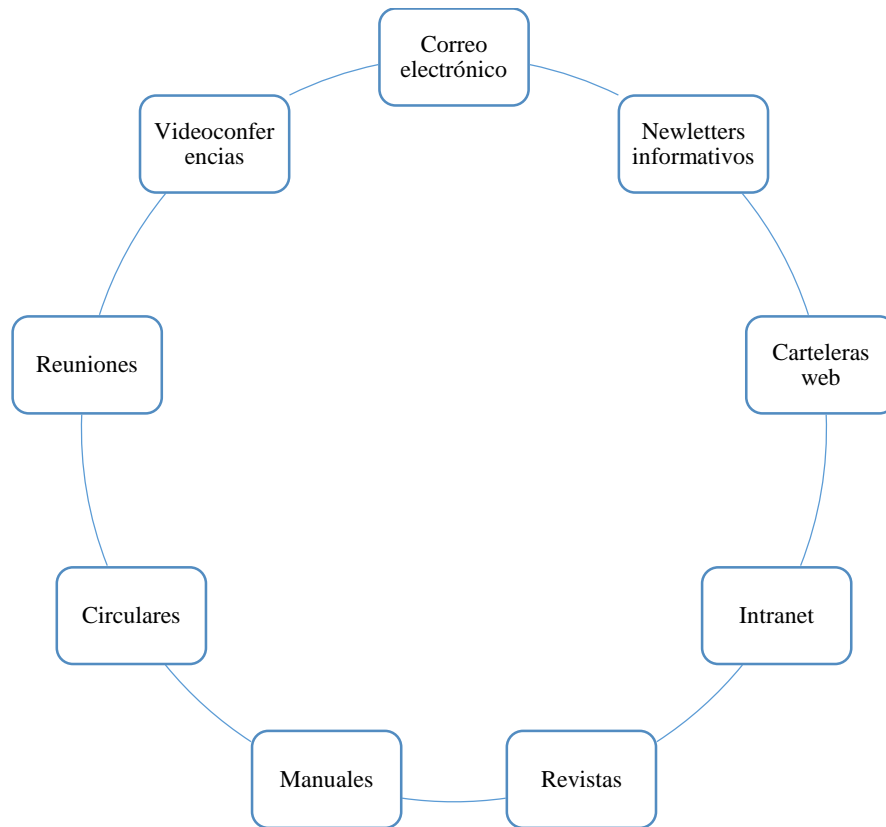 Correo
electrónico
Newletters
informativos
Carteleras
web
Intranet
Revistas
Manuales
Circulares
Reuniones
Videoconfer
encias